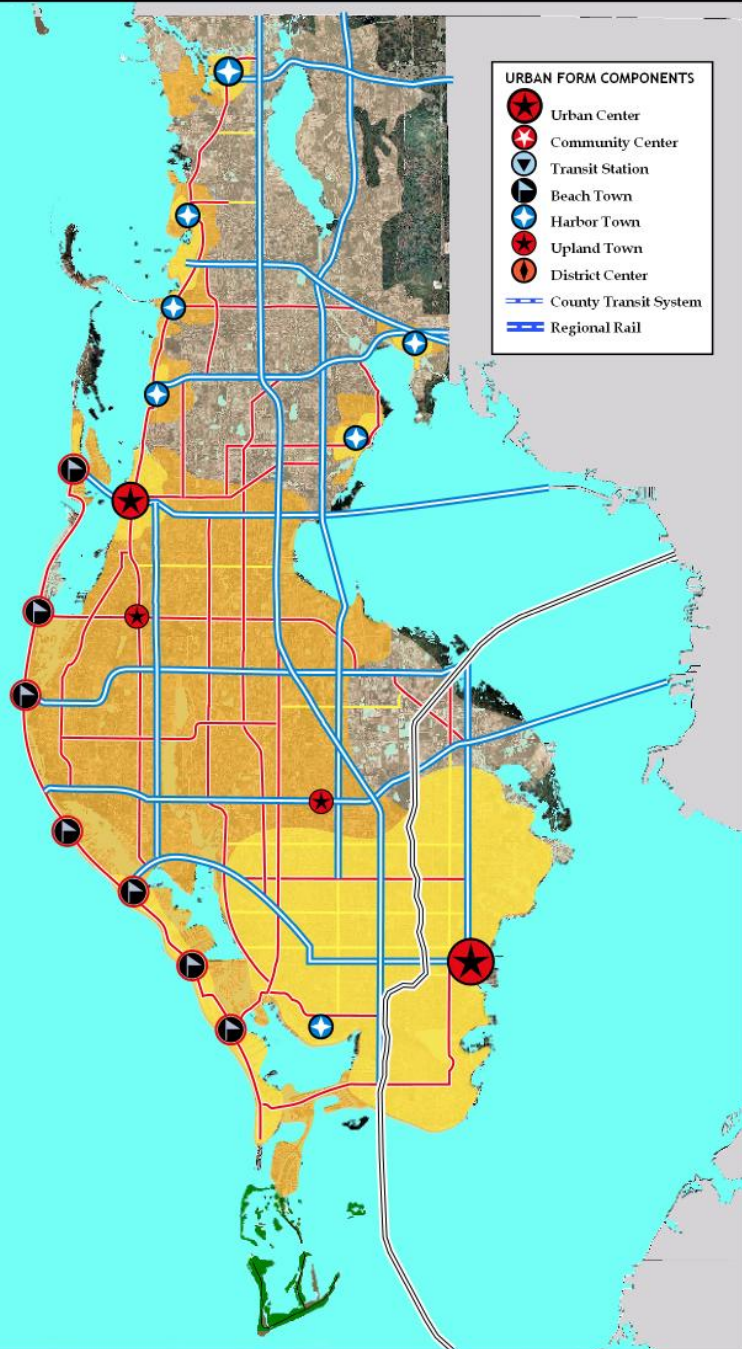 URBAN FORM COMPONENTS
Urban Center
Community Center
Transit Station
Beach Town
Harbor Town
Upland Town
District Center
County Transit System
Regional Rail